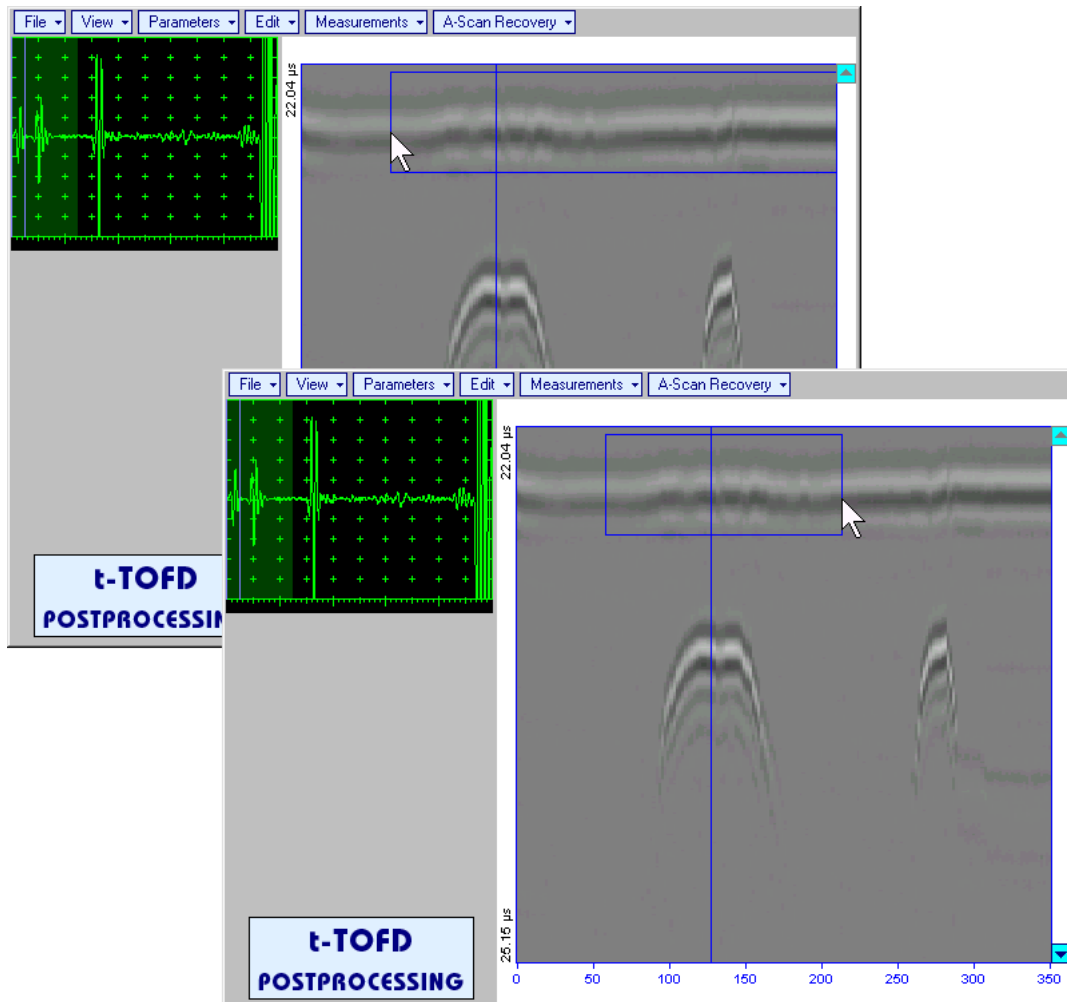 File View Parameters Edit Measurements A-Scan Recovery
22.04 µs
t-TOFD
POSTPROCESSIN
File View Parameters Edit Measurements A-Scan Recovery
22.04 µs
25.15 µs
0 50 100 150 200 250 300 350
t-TOFD
POSTPROCESSING